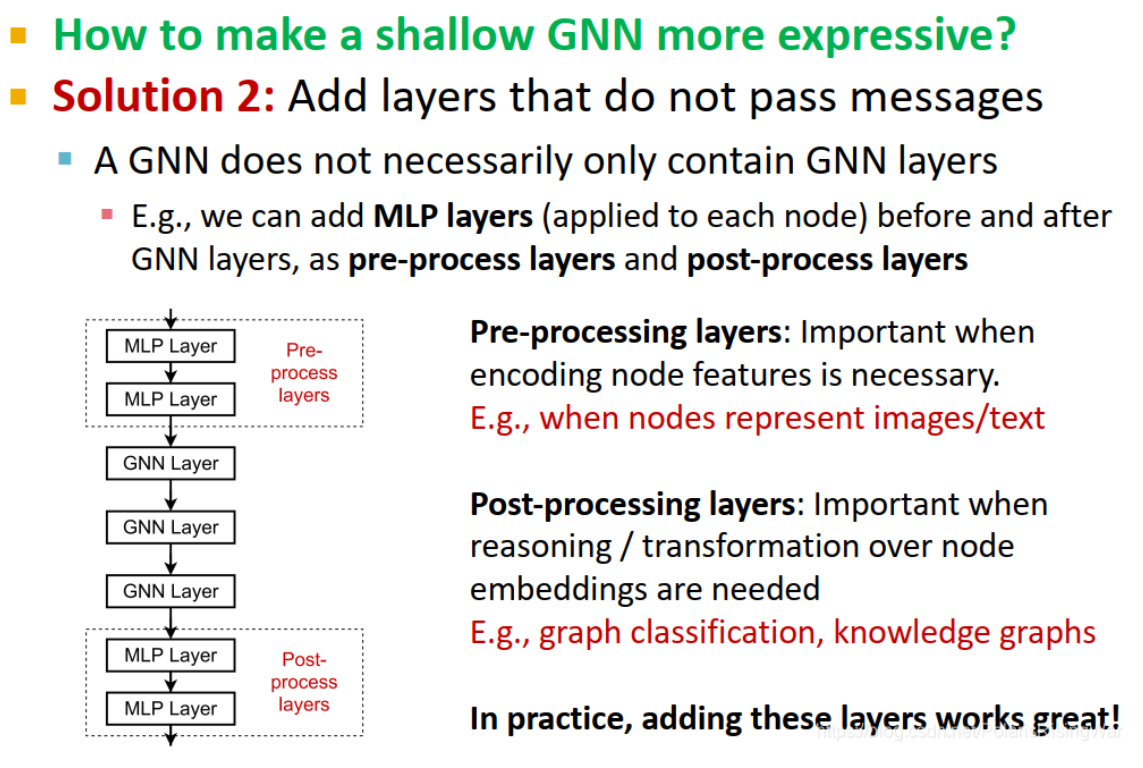 How to make a shallow GNN more expressive?
Solution 2: Add layers that do not pass messages
A GNN does not necessarily only contain GNN layers
E.g., we can add MLP layers (applied to each node) before and after
GNN layers, as pre-process layers and post-process layers
MLP Layer
MLP Layer
Pre-
process
layers
GNN Layer
GNN Layer
GNN Layer
MLP Layer
MLP Layer
Post-
process
layers
Pre-processing layers: Important when
encoding node features is necessary.
E.g., when nodes represent images/text
Post-processing layers: Important when
reasoning / transformation over node
embeddings are needed
E.g., graph classification, knowledge graphs
In practice, adding these layers works great!